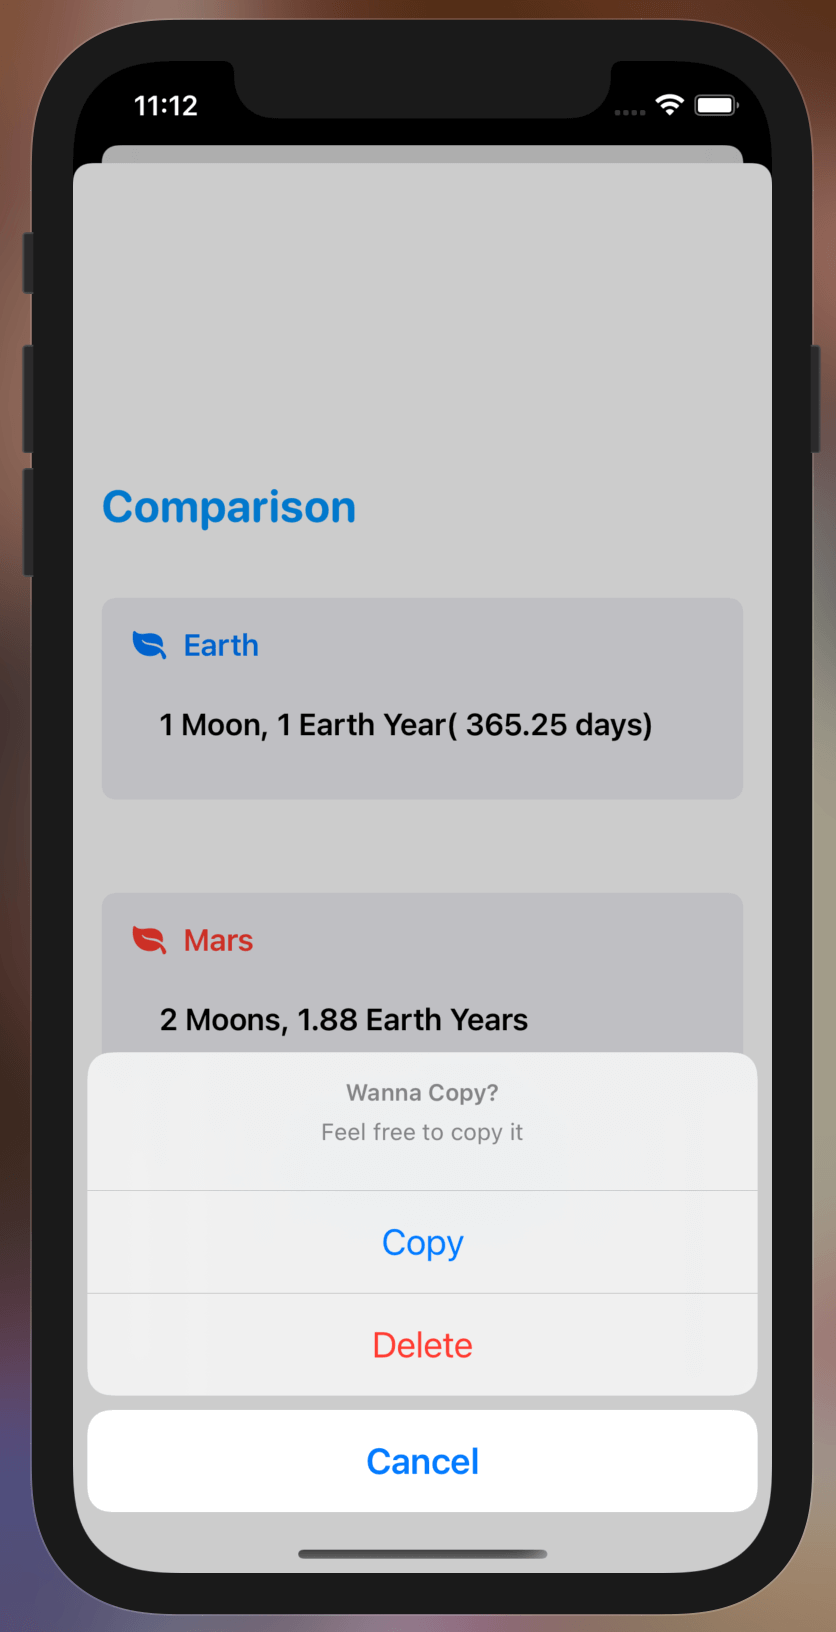 11:12
Comparison
Earth
1 Moon, 1 Earth Year( 365.25 days)
Mars
2 Moons, 1.88 Earth Years
Wanna Copy?
Feel free to copy it
Copy
Delete
Cancel